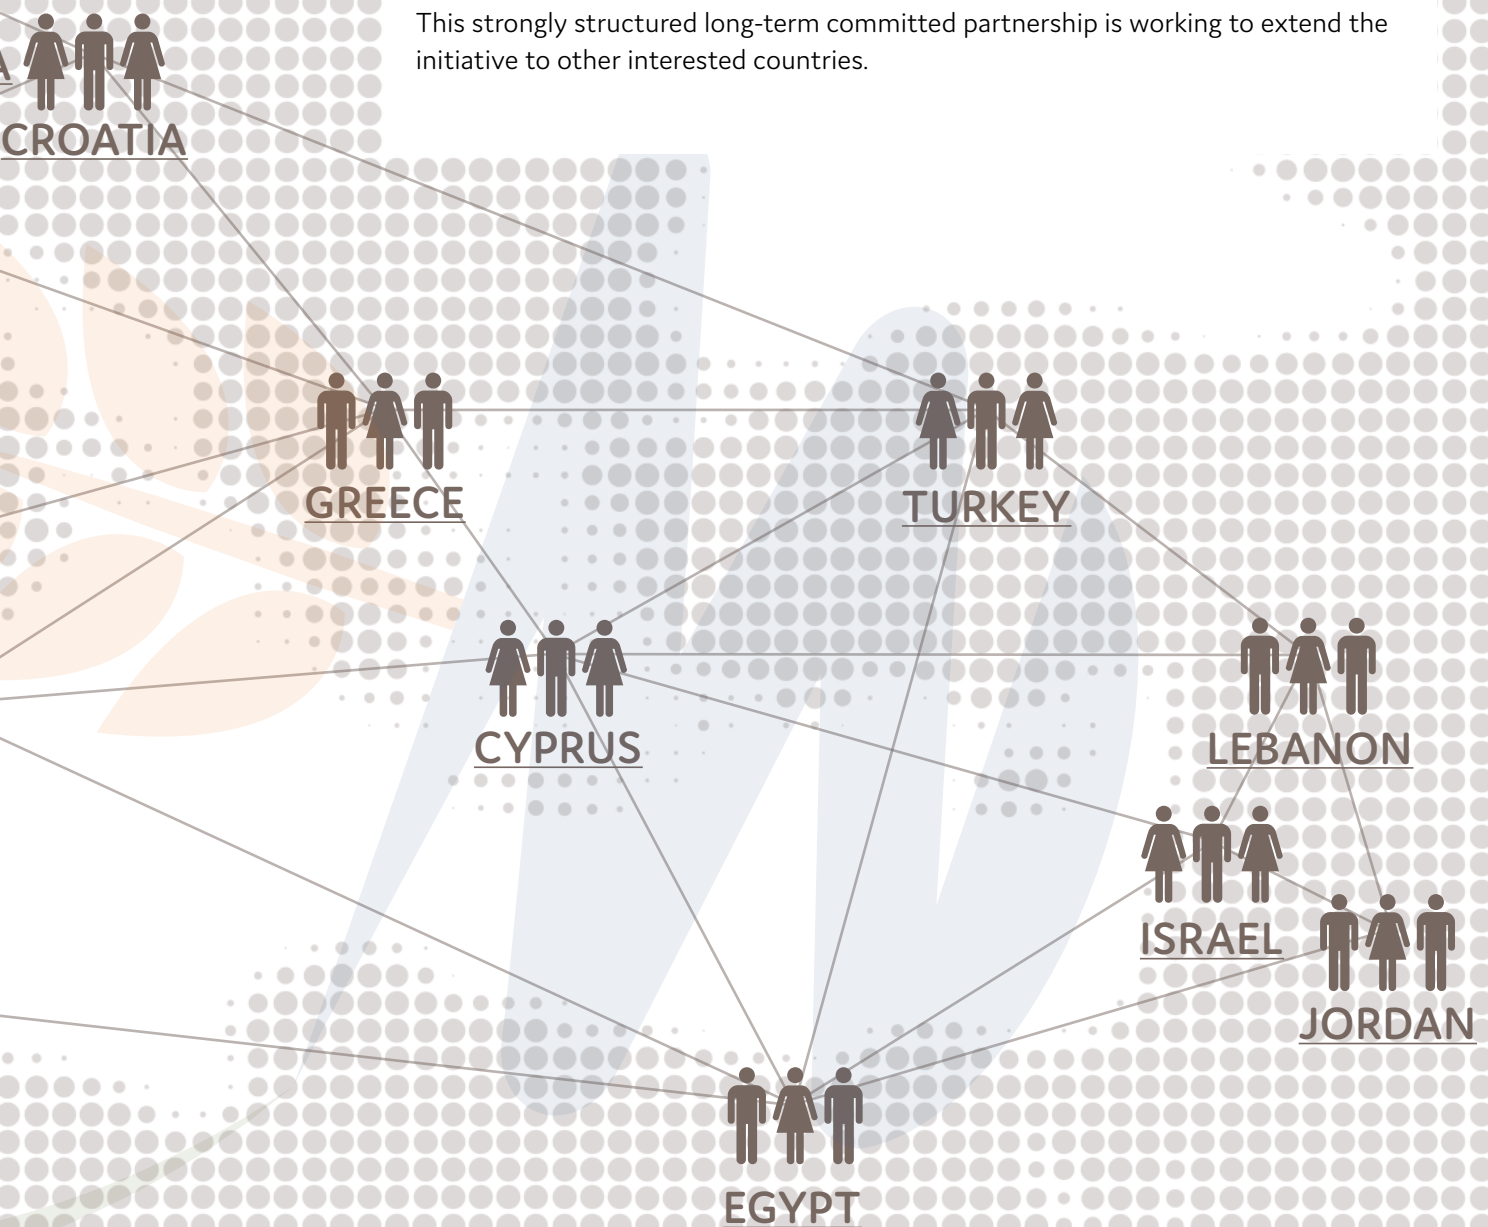 This strongly structured long-term committed partnership is working to extend the
initiative to other interested countries.
CROATIA
GREECE
TURKEY
CYPRUS
LEBANON
ISRAEL
JORDAN
EGYPT